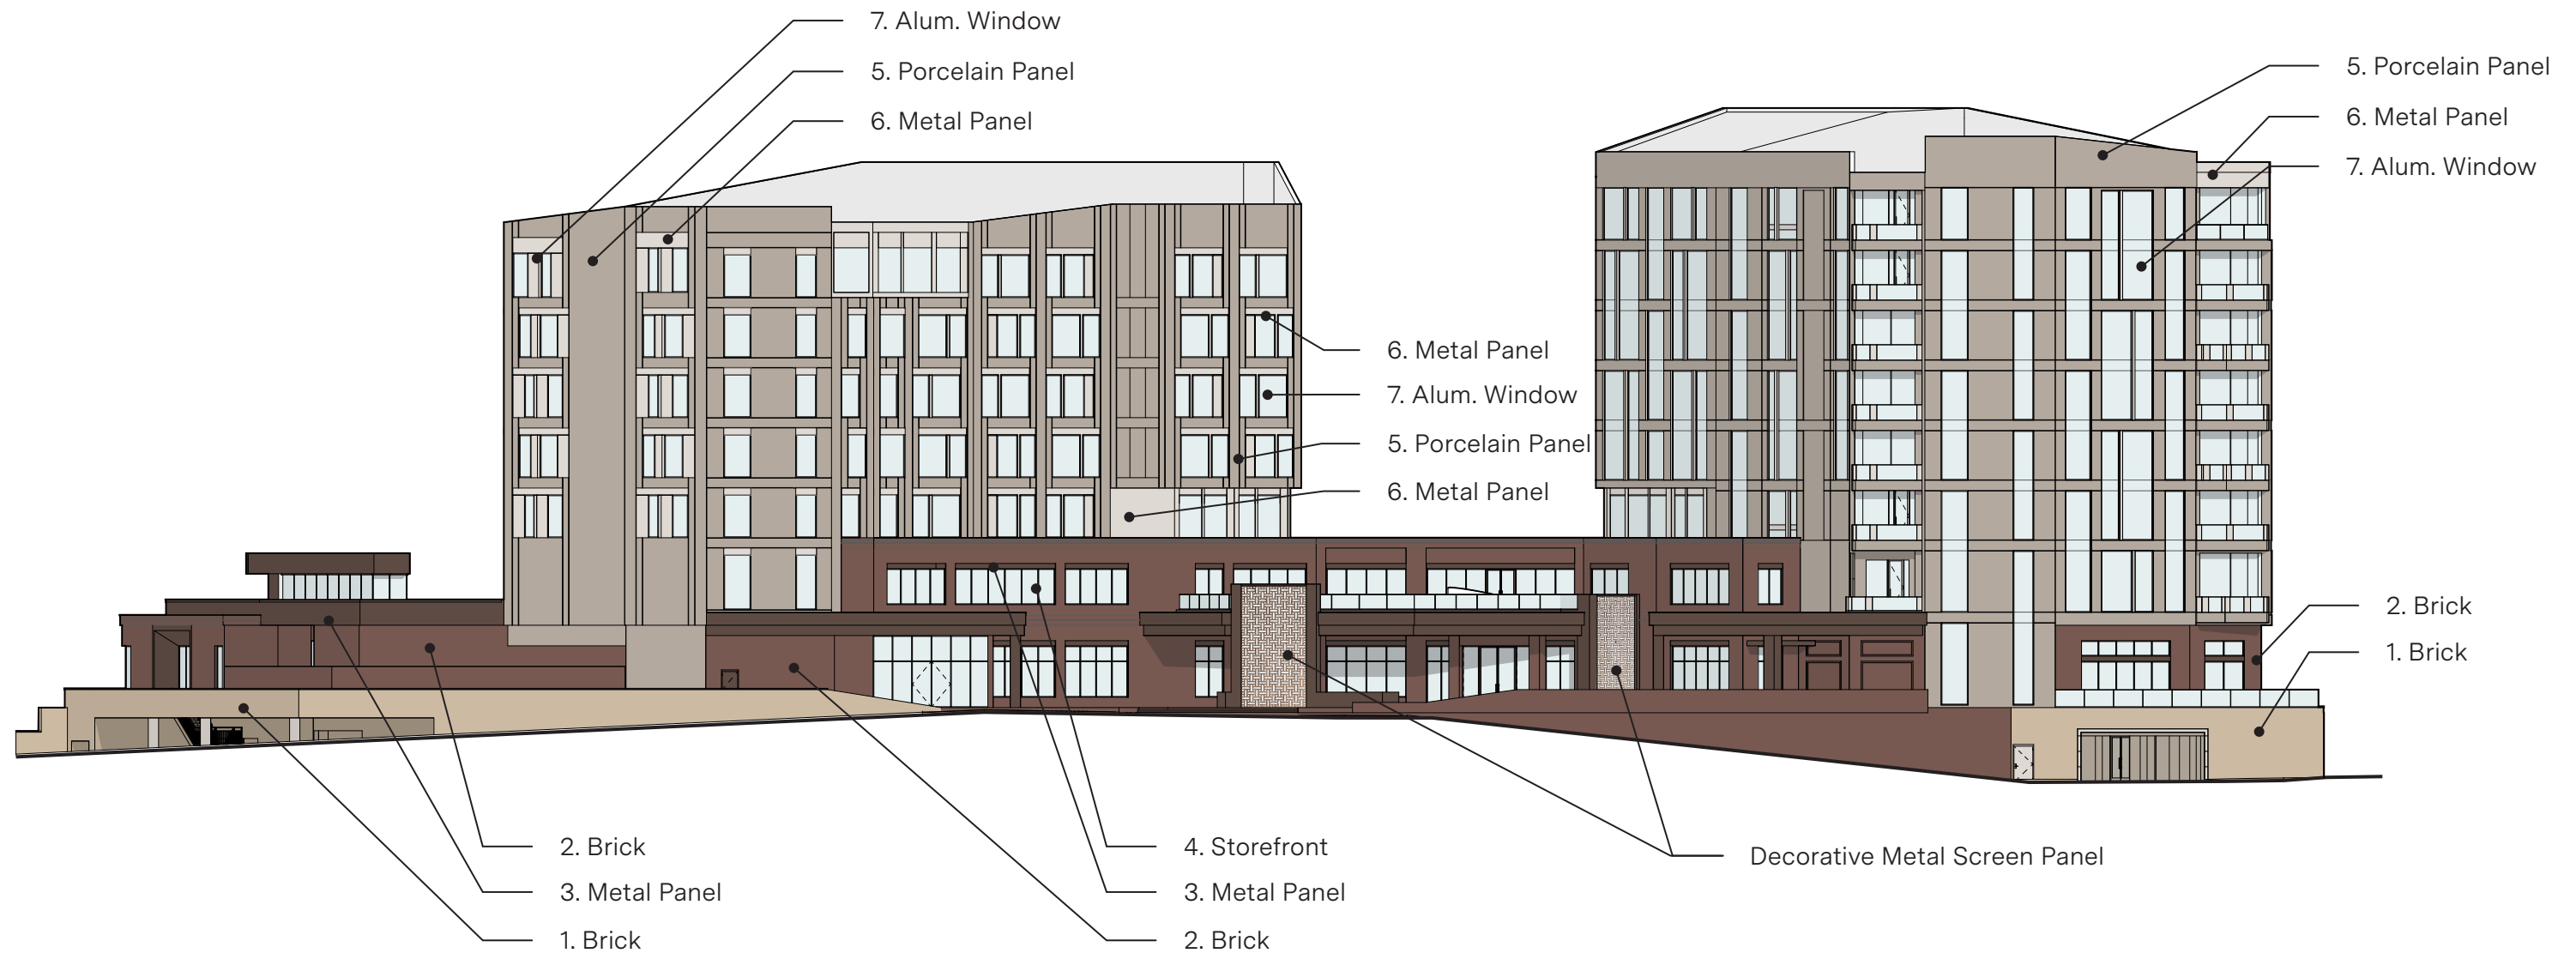 7. Alum. Window
5. Porcelain Panel
6. Metal Panel
5. Porcelain Panel
6. Metal Panel
7. Alum. Window
6. Metal Panel
7. Alum. Window
5. Porcelain Panel
6. Metal Panel
2. Brick
1. Brick
2. Brick
3. Metal Panel
1. Brick
4. Storefront
3. Metal Panel
2. Brick
Decorative Metal Screen Panel